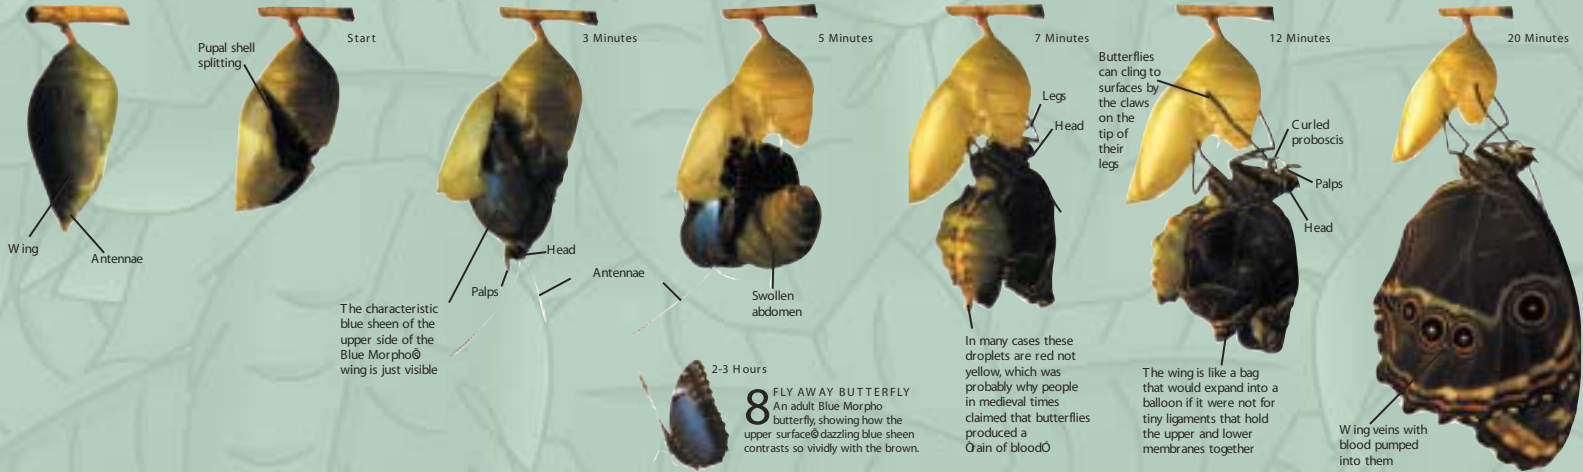 Wing
Antennae
Pupal shell
splitting
Start
3 Minutes
The characteristic
blue sheen of the
upper side of the
Blue Morpho©
wing is just visible
Palps
Head
Antennae
5 Minutes
Swollen
abdomen
2-3 Hours
8 FLY AWAY BUTTERFLY
An adult Blue Morpho
butterfly, showing how the
upper surface© dazzling blue sheen
contrasts so vividly with the brown.
7 Minutes
Legs
Head
In many cases these
droplets are red not
yellow, which was
probably why people
in medieval times
claimed that butterflies
produced a
Òrain of bloodÓ
12 Minutes
Butterflies
can cling to
surfaces by
the claws
on the
tip of
their
legs
Curled
proboscis
Palps
Head
The wing is like a bag
that would expand into a
balloon if it were not for
tiny ligaments that hold
the upper and lower
membranes together
20 Minutes
Wing veins with
blood pumped
into them